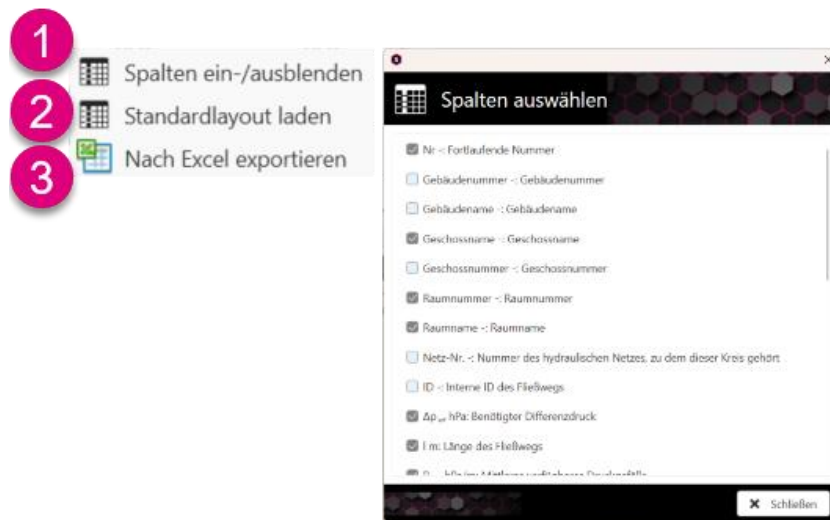 1
Spalten ein-/ausblenden
2
Standardlayout laden
3
Nach Excel exportieren
Spalten auswählen
Nr -: Fortlaufende Nummer
Gebäudenummer -: Gebäudenummer
Gebäudename -: Gebäudename
Geschossname -: Geschossname
Geschossnummer -: Geschossnummer
Raumnummer -: Raumnummer
Raumname -: Raumname
Netz-Nr. -: Nummer des hydraulischen Netzes, zu dem dieser Kreis gehört
ID -: Interne ID des Fließwegs
hPa: Benötigter Differenzdruck
l m: Länge des Fließwegs
Schließen